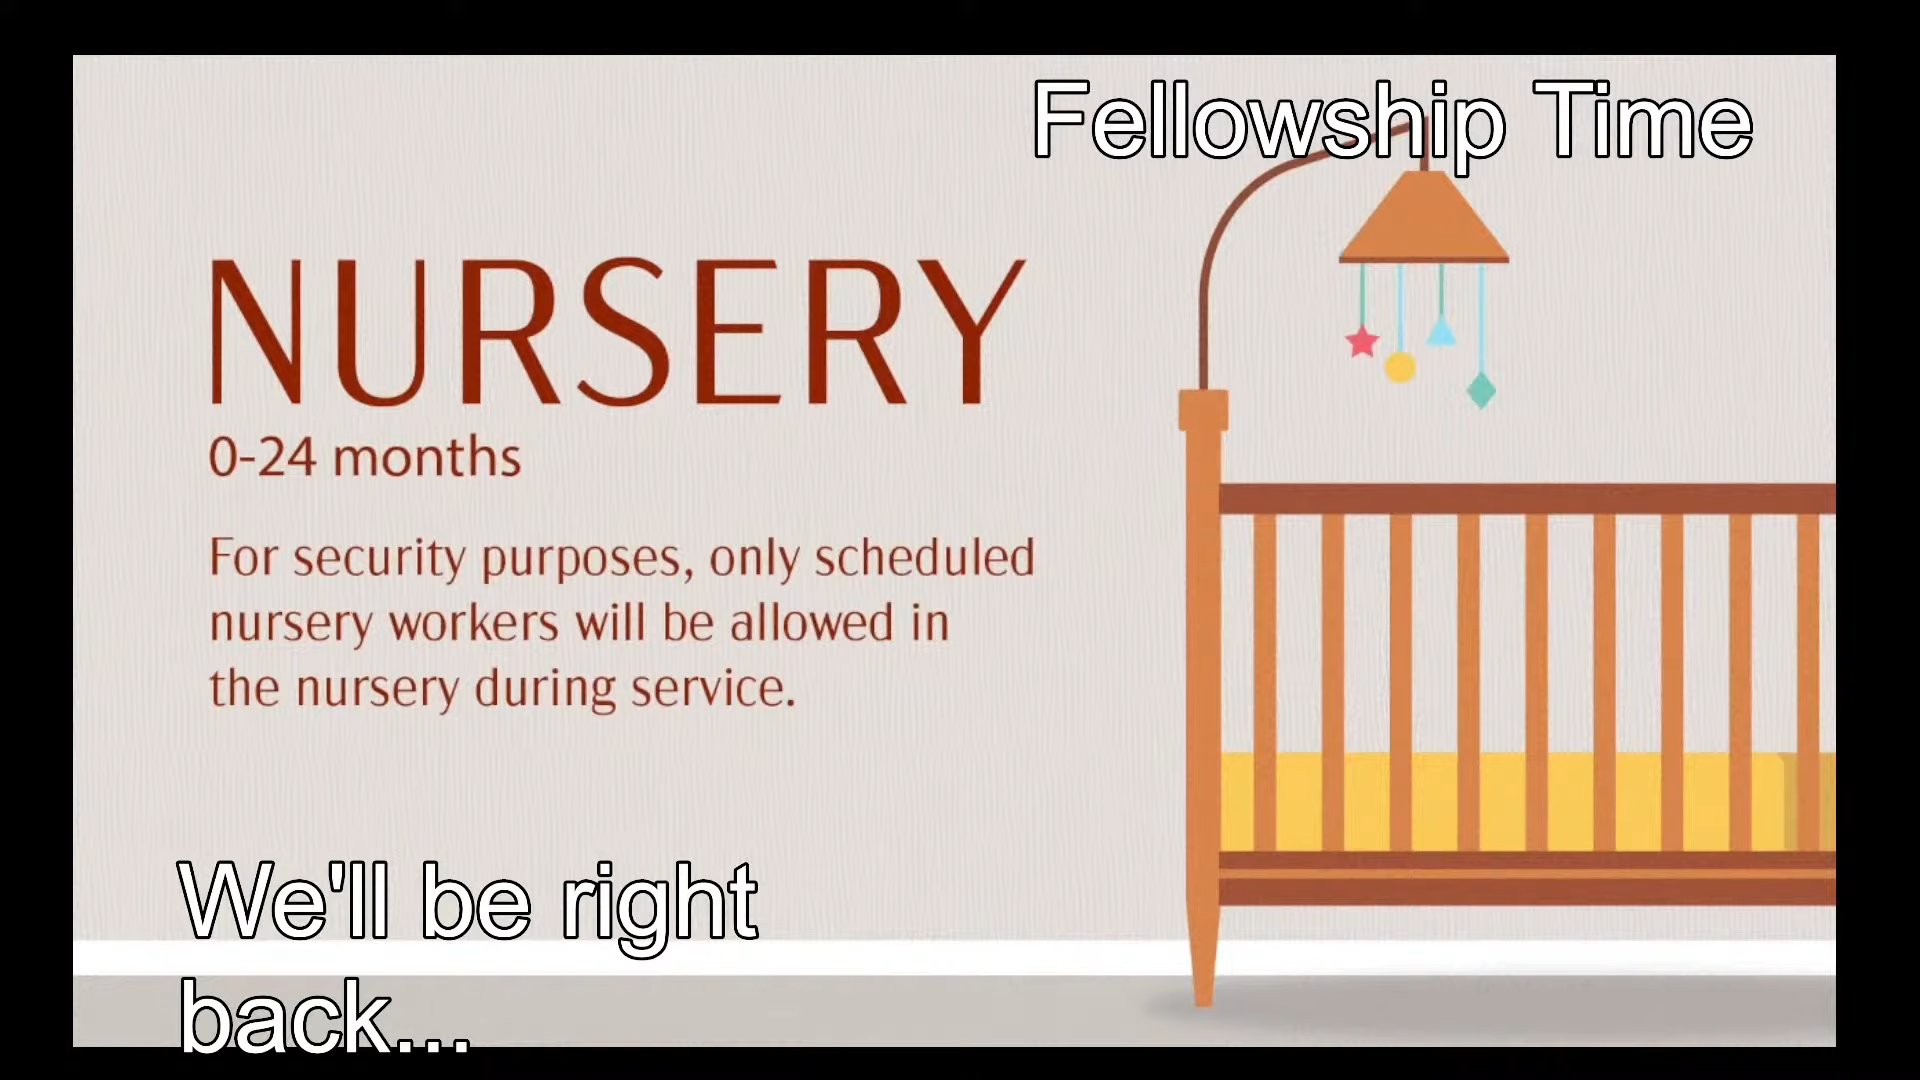 Fellowship Time
NURSERY
0-24 months
For security purposes, only scheduled
nursery workers will be allowed in
the nursery during service.
We'll be right
back...